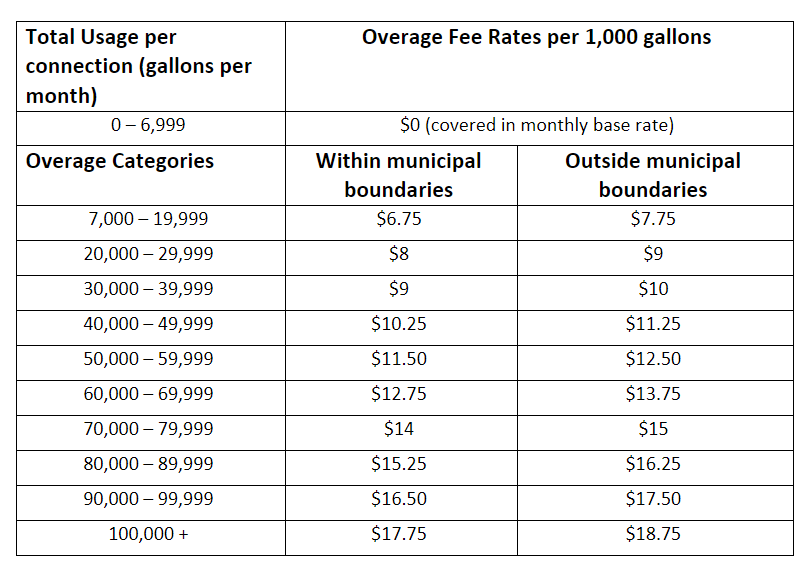 Total Usage per
connection (gallons per
month)
Overage Fee Rates per 1,000 gallons
0 – 6,999
$0 (covered in monthly base rate)
Overage Categories
Within municipal
boundaries
Outside municipal
boundaries
7,000 – 19,999
$6.75
$7.75
20,000 – 29,999
$8
$9
30,000 – 39,999
$9
$10
40,000 – 49,999
$10.25
$11.25
50,000 – 59,999
$11.50
$12.50
60,000 – 69,999
$12.75
$13.75
70,000 – 79,999
$14
$15
80,000 – 89,999
$15.25
$16.25
90,000 – 99,999
$16.50
$17.50
100,000 +
$17.75
$18.75